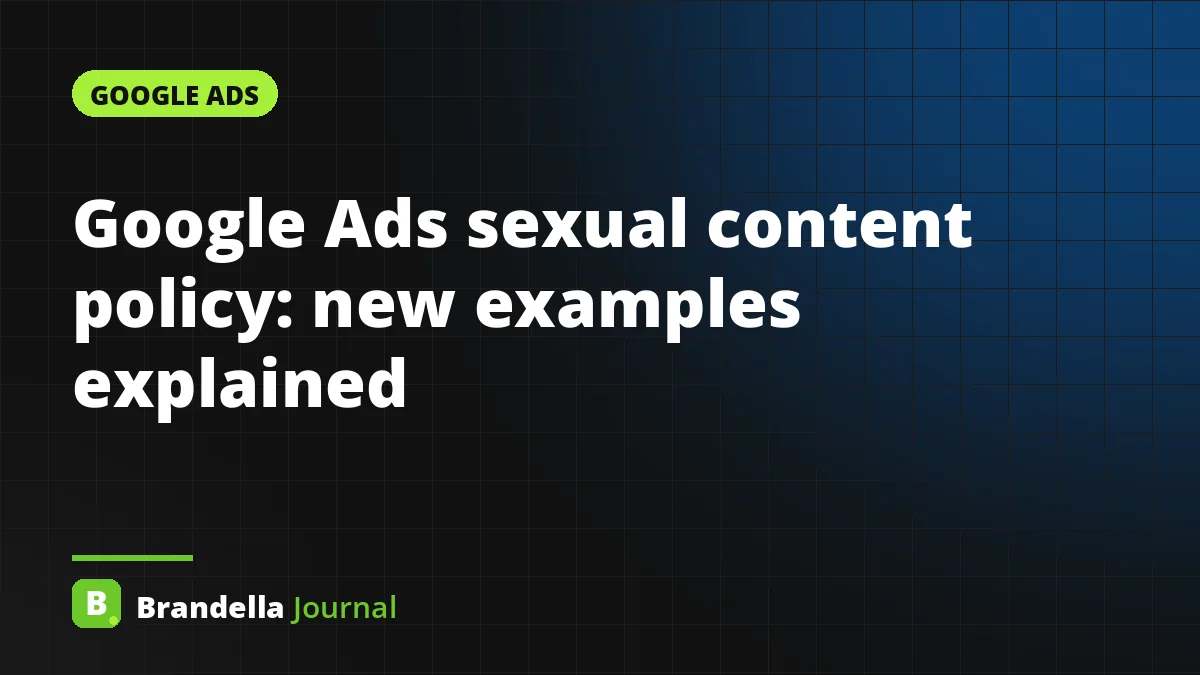 GOOGLE ADS
Google Ads sexual content
policy: new examples
explained
B
Brandella Journal